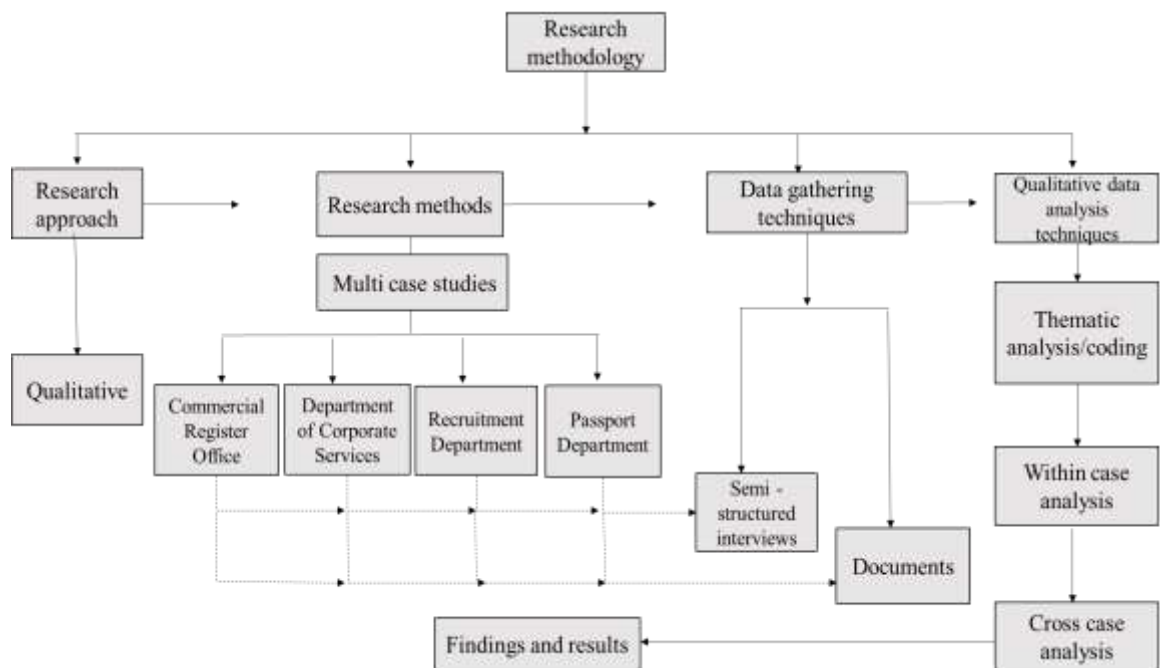 Research
methodology
Research
approach
Research methods
Data gathering
techniques
Qualitative data
analysis
techniques
Multi case studies
Thematic
analysis/coding
Qualitative
Commercial
Register
Office
Department
of Corporate
Services
Recruitment
Department
Passport
Department
Within case
analysis
Semi -
structured
interviews
Documents
Cross case
analysis
Findings and results